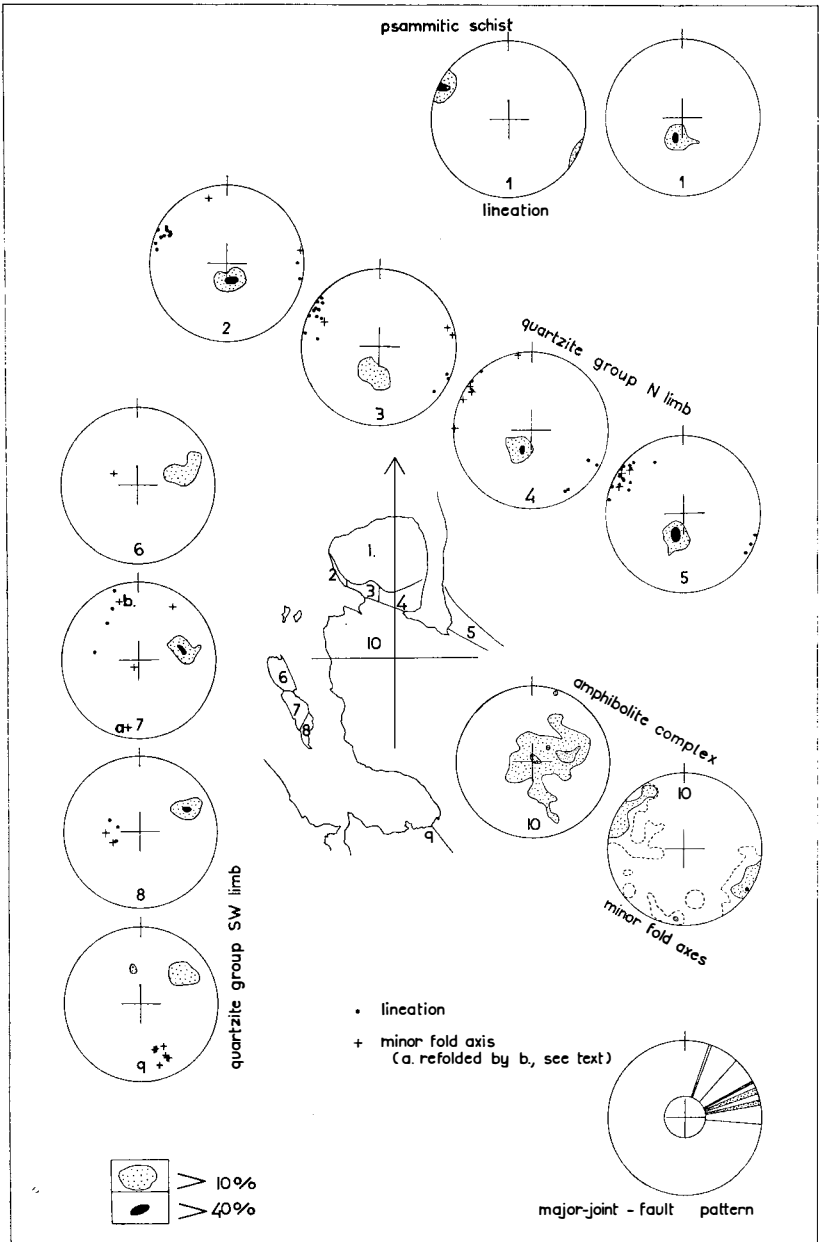 psammitic schist
1
lineation
1
2
3
quartzite group N limb
4
5
6
b.
a 7
8
9
quartzite group SW limb
1.
2
3
4
5
10
6
7
8
9
amphibolite complex
10
10
minor fold axes
• lineation
+ minor fold axis
(a. refolded by b., see text)
> 10%
> 40%
major-joint - fault pattern